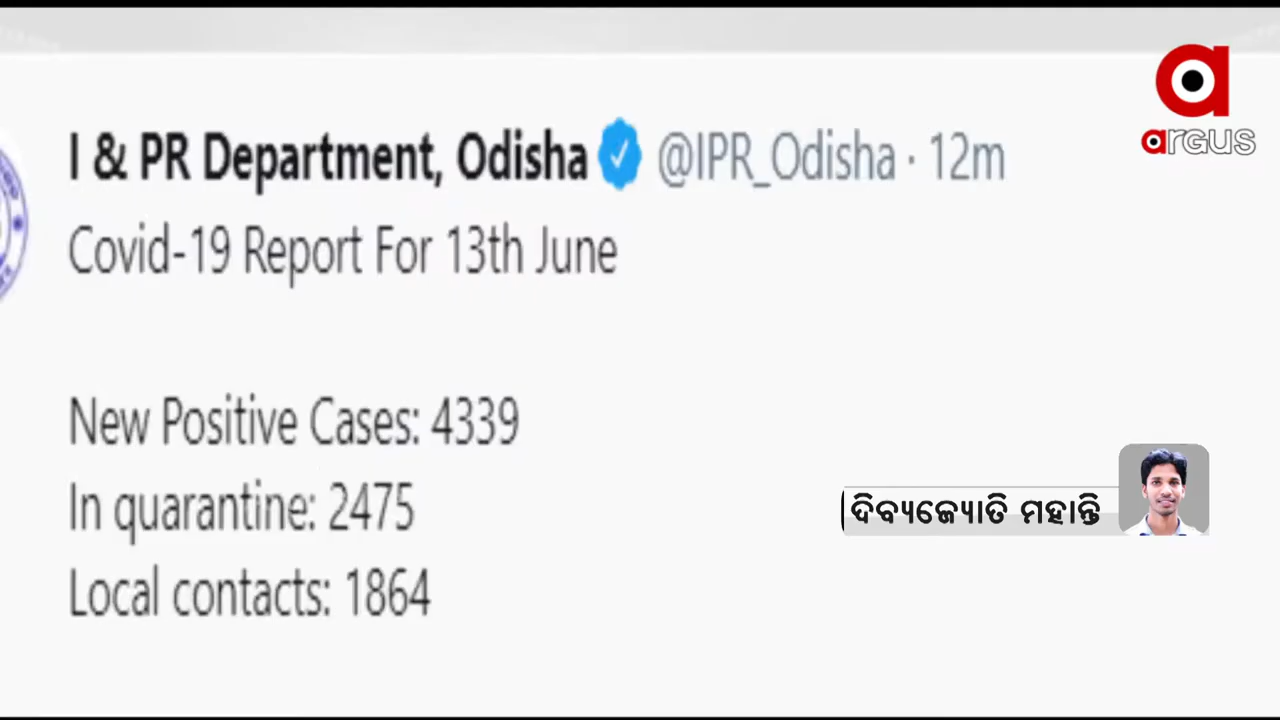 I & PR Department, Odisha @IPR_Odisha · 12m
Covid-19 Report For 13th June
New Positive Cases: 4339
In quarantine: 2475
Local contacts: 1864
argus
ଦିବ୍ୟଜ୍ୟୋତି ମହାନ୍ତି